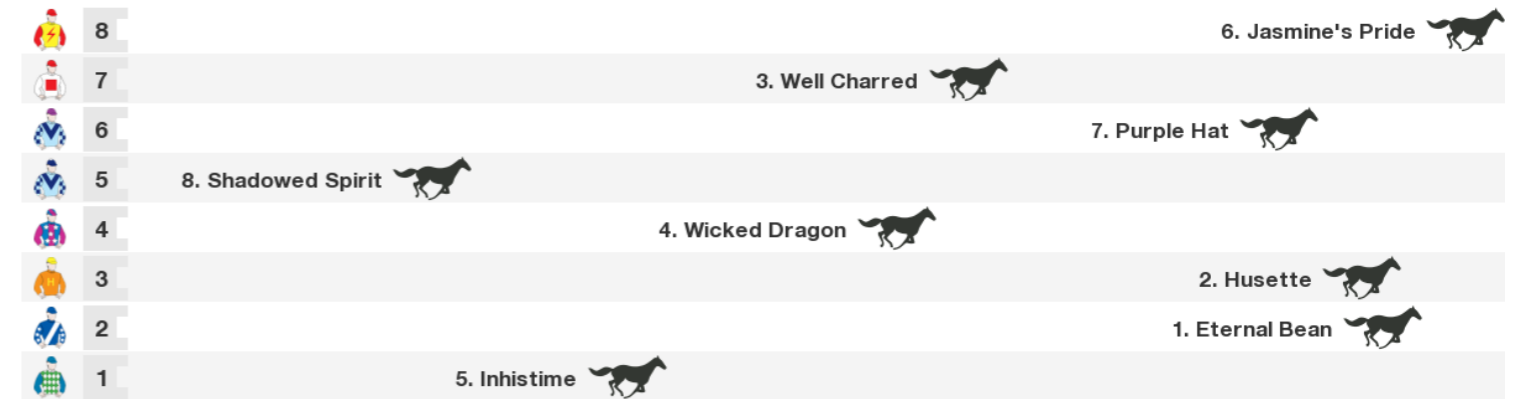 8 6. Jasmine's Pride
7 3. Well Charred
6 7. Purple Hat
5 8. Shadowed Spirit
4 4. Wicked Dragon
H 3 2. Husette
2 1. Eternal Bean
1 5. Inhistime